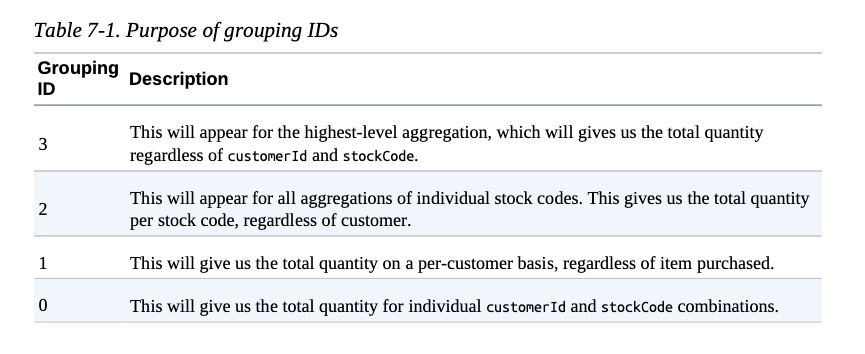 Table 7-1. Purpose of grouping IDs
Grouping ID Description
3 This will appear for the highest-level aggregation, which will gives us the total quantity
regardless of customerId and stockCode.
2 This will appear for all aggregations of individual stock codes. This gives us the total quantity
per stock code, regardless of customer.
1 This will give us the total quantity on a per-customer basis, regardless of item purchased.
0 This will give us the total quantity for individual customerId and stockCode combinations.